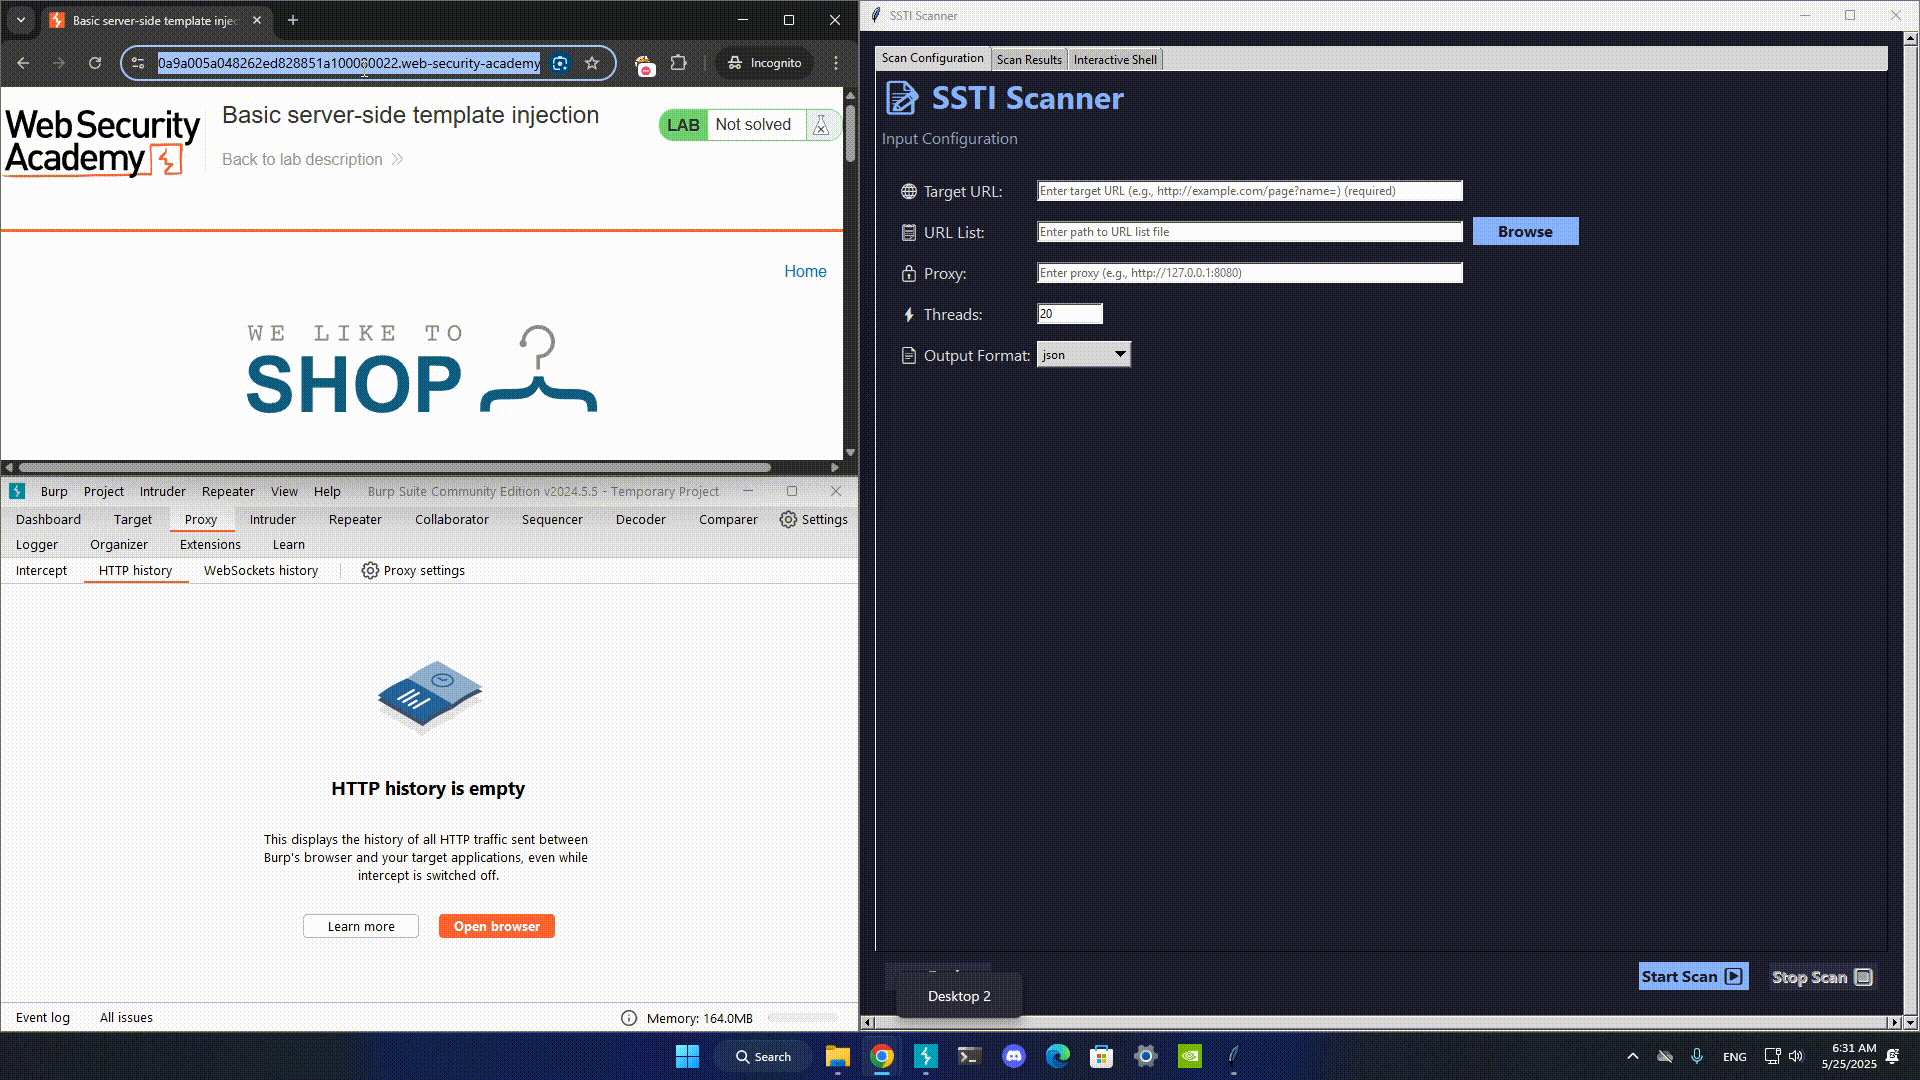 Basic server-side template injec
0a9a005a048262ed828851a100080022.web-security-academy
Incognito
Web Security
Academy
Basic server-side template injection
Back to lab description
LAB Not solved
Home
WE LIKE TO
SHOP
Burp Project Intruder Repeater View Help Burp Suite Community Edition v2024.5.5 - Temporary Project
Dashboard Target Proxy Intruder Repeater Collaborator Sequencer Decoder Comparer Settings
Logger Organizer Extensions Learn
Intercept HTTP history WebSockets history Proxy settings
HTTP history is empty
This displays the history of all HTTP traffic sent between
Burp's browser and your target applications, even while
intercept is switched off.
Learn more Open browser
Event log All issues Memory: 164.0MB
SSTI Scanner
Scan Configuration Scan Results Interactive Shell
SSTI Scanner
Input Configuration
Target URL: Enter target URL (e.g., http://example.com/page?name=) (required)
URL List: Enter path to URL list file Browse
Proxy: Enter proxy (e.g., http://127.0.0.1:8080)
Threads: 20
Output Format: json
Start Scan Stop Scan
Desktop 2
Search
ENG
6:31 AM
5/25/2025